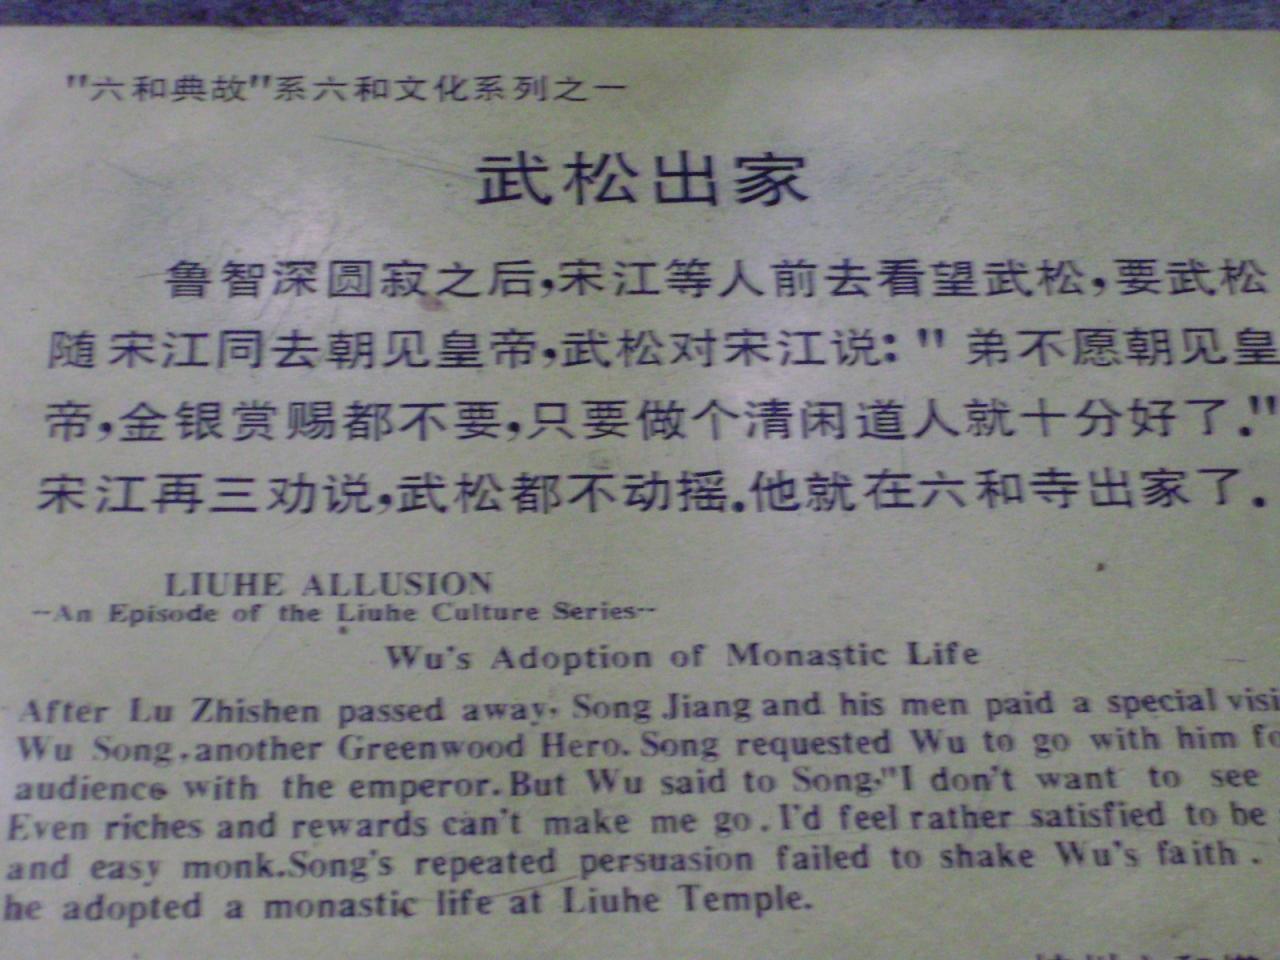 "六和典故"系六和文化系列之一
武松出家
鲁智深圆寂之后,宋江等人前去看望武松,要武松
随宋江同去朝见皇帝,武松对宋江说:"弟不愿朝见皇
帝,金银赏赐都不要,只要做个清闲道人就十分好了."
宋江再三劝说,武松都不动摇.他就在六和寺出家了.
LIUHE ALLUSION
--An Episode of the Liuhe Culture Series--
Wu's Adoption of Monastic Life
After Lu Zhishen passed away, Song Jiang and his men paid a special
Wu Song,another Greenwood Hero. Song requested Wu to go with him
audience with the emperor.But Wu said to Song,"I don't want to see
Even riches and rewards can't make me go. I'd feel rather satisfied to be
and easy monk.Song's repeated persuasion failed to shake Wu's faith.
he adopted a monastic life at Liuhe Temple.